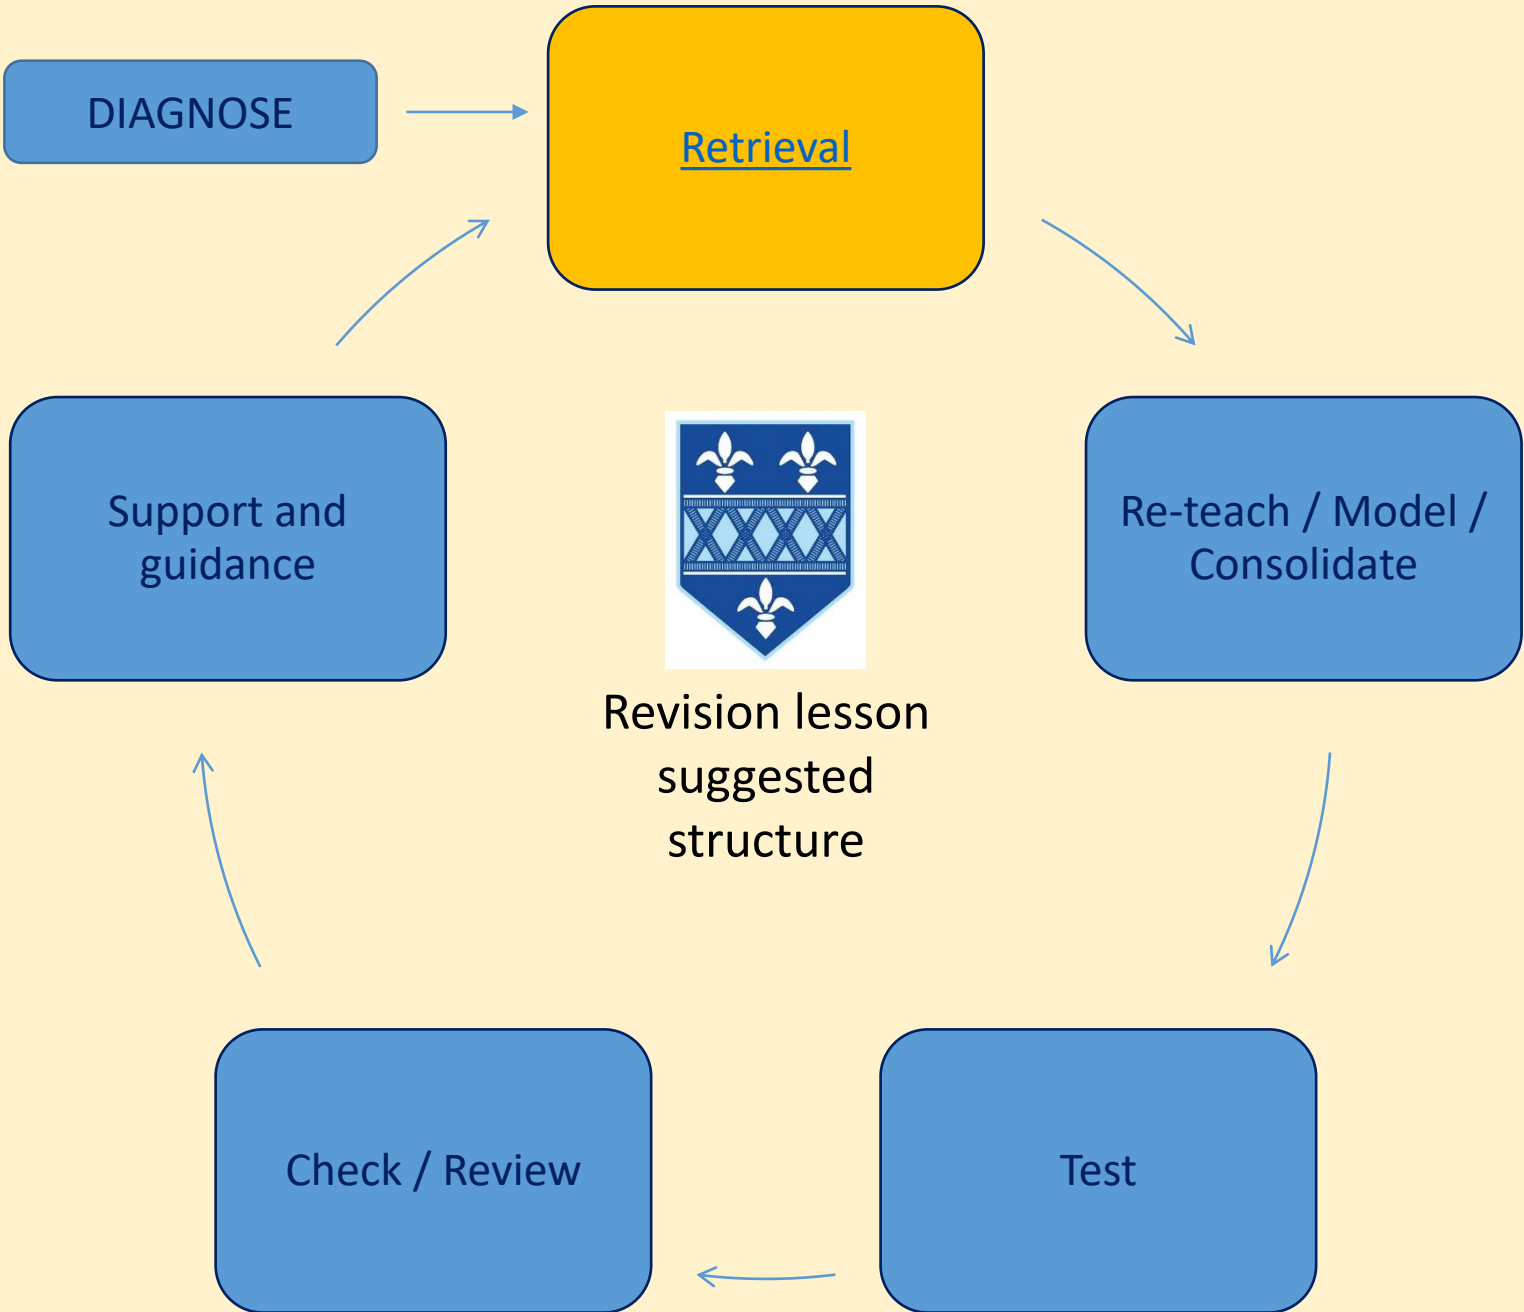 DIAGNOSE
Retrieval
Support and
guidance
Re-teach / Model /
Consolidate
Revision lesson
suggested
structure
Check / Review
Test